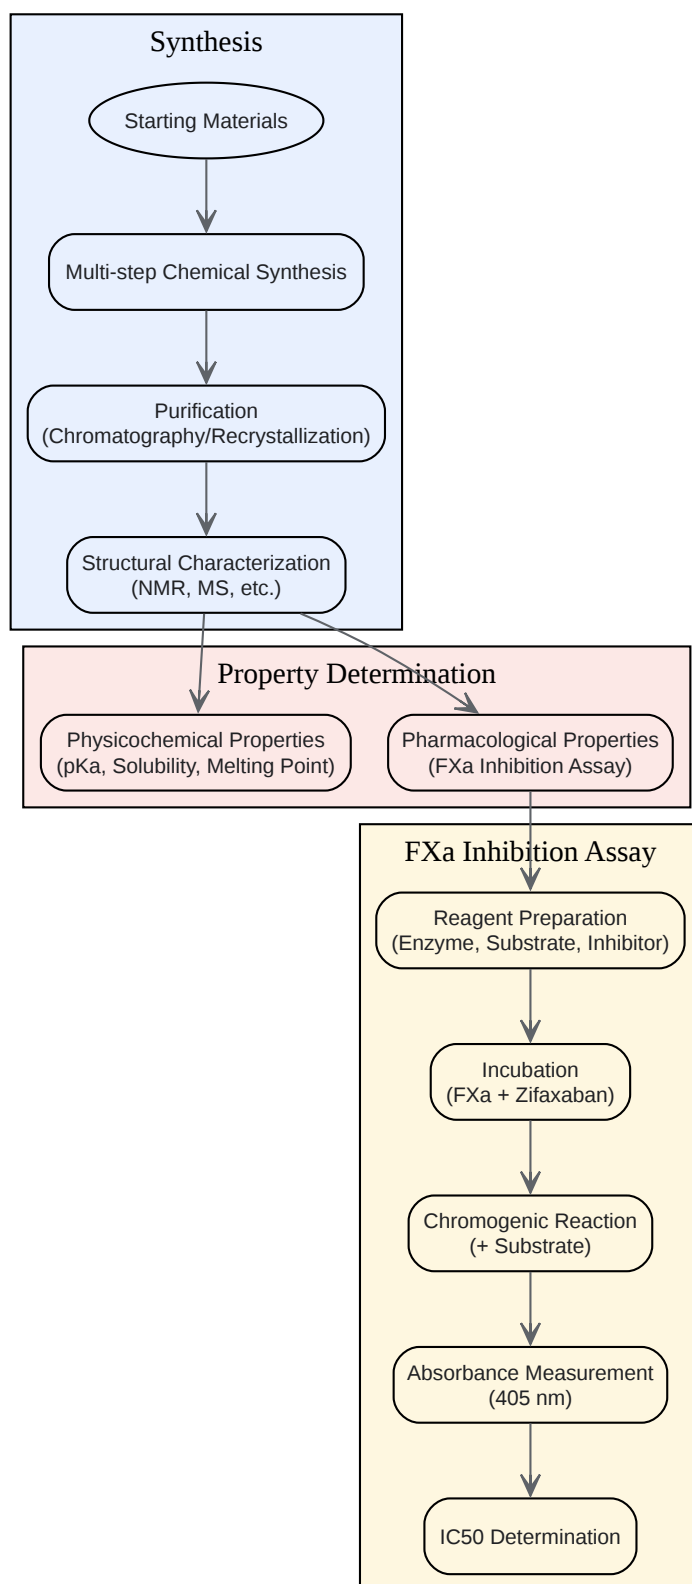 Synthesis
Starting Materials
Multi-step Chemical Synthesis
Purification
(Chromatography/Recrystallization)
Structural Characterization
(NMR, MS, etc.)
Property Determination
Physicochemical Properties
(pKa, Solubility, Melting Point)
Pharmacological Properties
(FXa Inhibition Assay)
FXa Inhibition Assay
Reagent Preparation
(Enzyme, Substrate, Inhibitor)
Incubation
(FXa + Zifaxaban)
Chromogenic Reaction
(+ Substrate)
Absorbance Measurement
(405 nm)
IC50 Determination